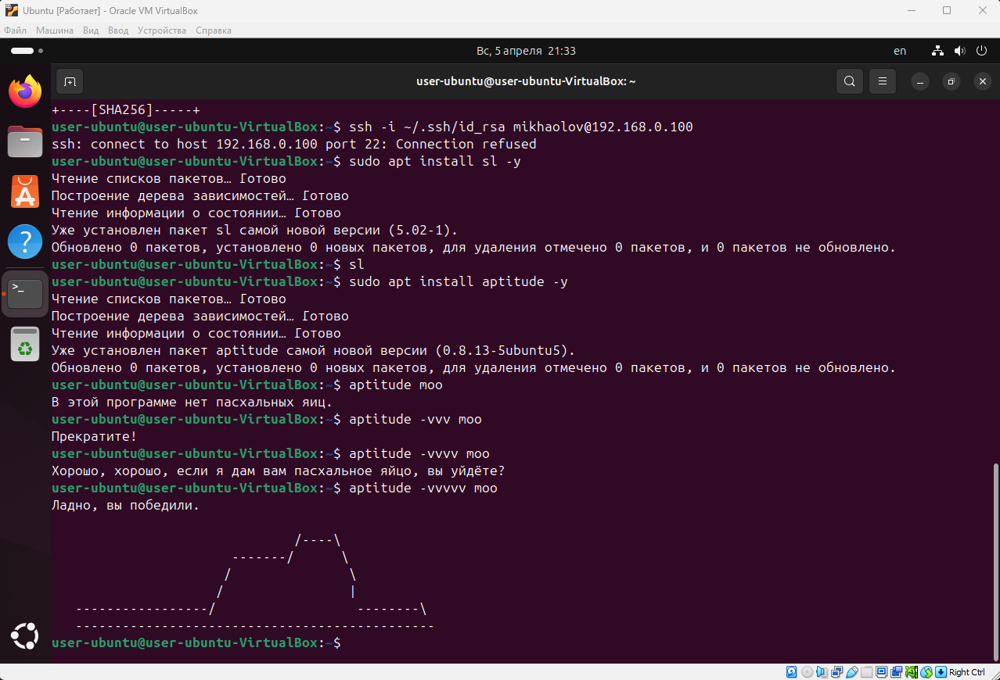 Ubuntu [Работает] - Oracle VM VirtualBox
Файл Машина Вид Ввод Устройства Справка
Вс, 5 апреля 21:33
en
user-ubuntu@user-ubuntu-VirtualBox: ~
+----[SHA256]-----+
user-ubuntu@user-ubuntu-VirtualBox:~$ ssh -i ~/.ssh/id_rsa mikhaolov@192.168.0.100
ssh: connect to host 192.168.0.100 port 22: Connection refused
user-ubuntu@user-ubuntu-VirtualBox:~$ sudo apt install sl -y
Чтение списков пакетов… Готово
Построение дерева зависимостей… Готово
Чтение информации о состоянии… Готово
Уже установлен пакет sl самой новой версии (5.02-1).
Обновлено 0 пакетов, установлено 0 новых пакетов, для удаления отмечено 0 пакетов, и 0 пакетов не обновлено.
user-ubuntu@user-ubuntu-VirtualBox:~$ sl
user-ubuntu@user-ubuntu-VirtualBox:~$ sudo apt install aptitude -y
Чтение списков пакетов… Готово
Построение дерева зависимостей… Готово
Чтение информации о состоянии… Готово
Уже установлен пакет aptitude самой новой версии (0.8.13-5ubuntu5).
Обновлено 0 пакетов, установлено 0 новых пакетов, для удаления отмечено 0 пакетов, и 0 пакетов не обновлено.
user-ubuntu@user-ubuntu-VirtualBox:~$ aptitude moo
В этой программе нет пасхальных яиц.
user-ubuntu@user-ubuntu-VirtualBox:~$ aptitude -vvv moo
Прекратите!
user-ubuntu@user-ubuntu-VirtualBox:~$ aptitude -vvvv moo
Хорошо, хорошо, если я дам вам пасхальное яйцо, вы уйдёте?
user-ubuntu@user-ubuntu-VirtualBox:~$ aptitude -vvvvv moo
Ладно, вы победили.
                               /----\
                       -------/      \
                      /               \
                     /                |
   -----------------/                  --------\
   ----------------------------------------------
user-ubuntu@user-ubuntu-VirtualBox:~$
Right Ctrl